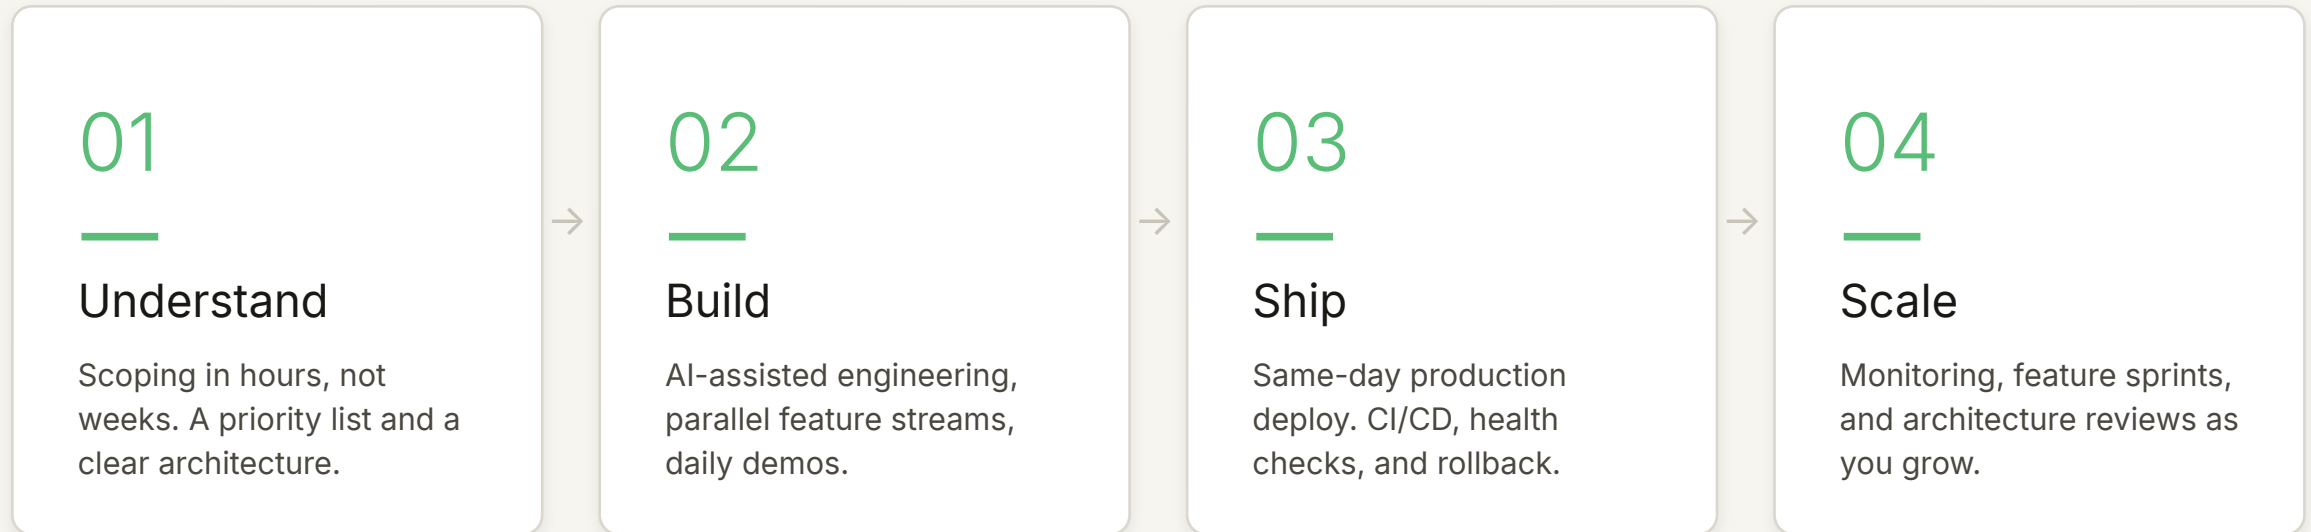 01
Understand
Scoping in hours, not
weeks. A priority list and a
clear architecture.
→
02
Build
AI-assisted engineering,
parallel feature streams,
daily demos.
→
03
Ship
Same-day production
deploy. CI/CD, health
checks, and rollback.
→
04
Scale
Monitoring, feature sprints,
and architecture reviews as
you grow.